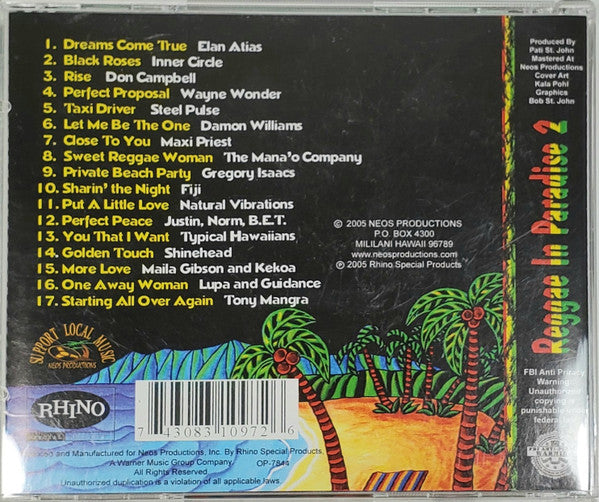 1. Dreams Come True Elan Atias
2. Black Roses Inner Circle
3. Rise Don Campbell
4. Perfect Proposal Wayne Wonder
5. Taxi Driver Steel Pulse
6. Let Me Be The One Damon Williams
7. Close To You Maxi Priest
8. Sweet Reggae Woman The Mana'o Company
9. Private Beach Party Gregory Isaacs
10. Sharin' the Night Fiji
11. Put A Little Love Natural Vibrations
12. Perfect Peace Justin, Norm, B.E.T.
13. You That I Want Typical Hawaiians
14. Golden Touch Shinehead
15. More Love Maila Gibson and Kekoa
16. One Away Woman Lupa and Guidance
17. Starting All Over Again Tony Mangra
© 2005 NEOS PRODUCTIONS
P.O. BOX 4300
MILILANI HAWAII 96789
www.neosproductions.com
℗ 2005 Rhino Special Products
SUPPORT LOCAL MUSIC
NEOS PRODUCTIONS
RHINO
7 43083 10972 6
and Manufactured for Neos Productions, Inc. By Rhino Special Products.
A Warner Music Group Company. OP-7844
All Rights Reserved.
Unauthorized duplication is a violation of all applicable laws.
Produced By
Pati St. John
Mastered At
Neos Productions
Cover Art
Kala Pohl
Graphics
Bob St. John
Reggae In Paradise 2
FBI Anti Piracy
Warning:
Unauthorized
copying is
punishable under
federal law